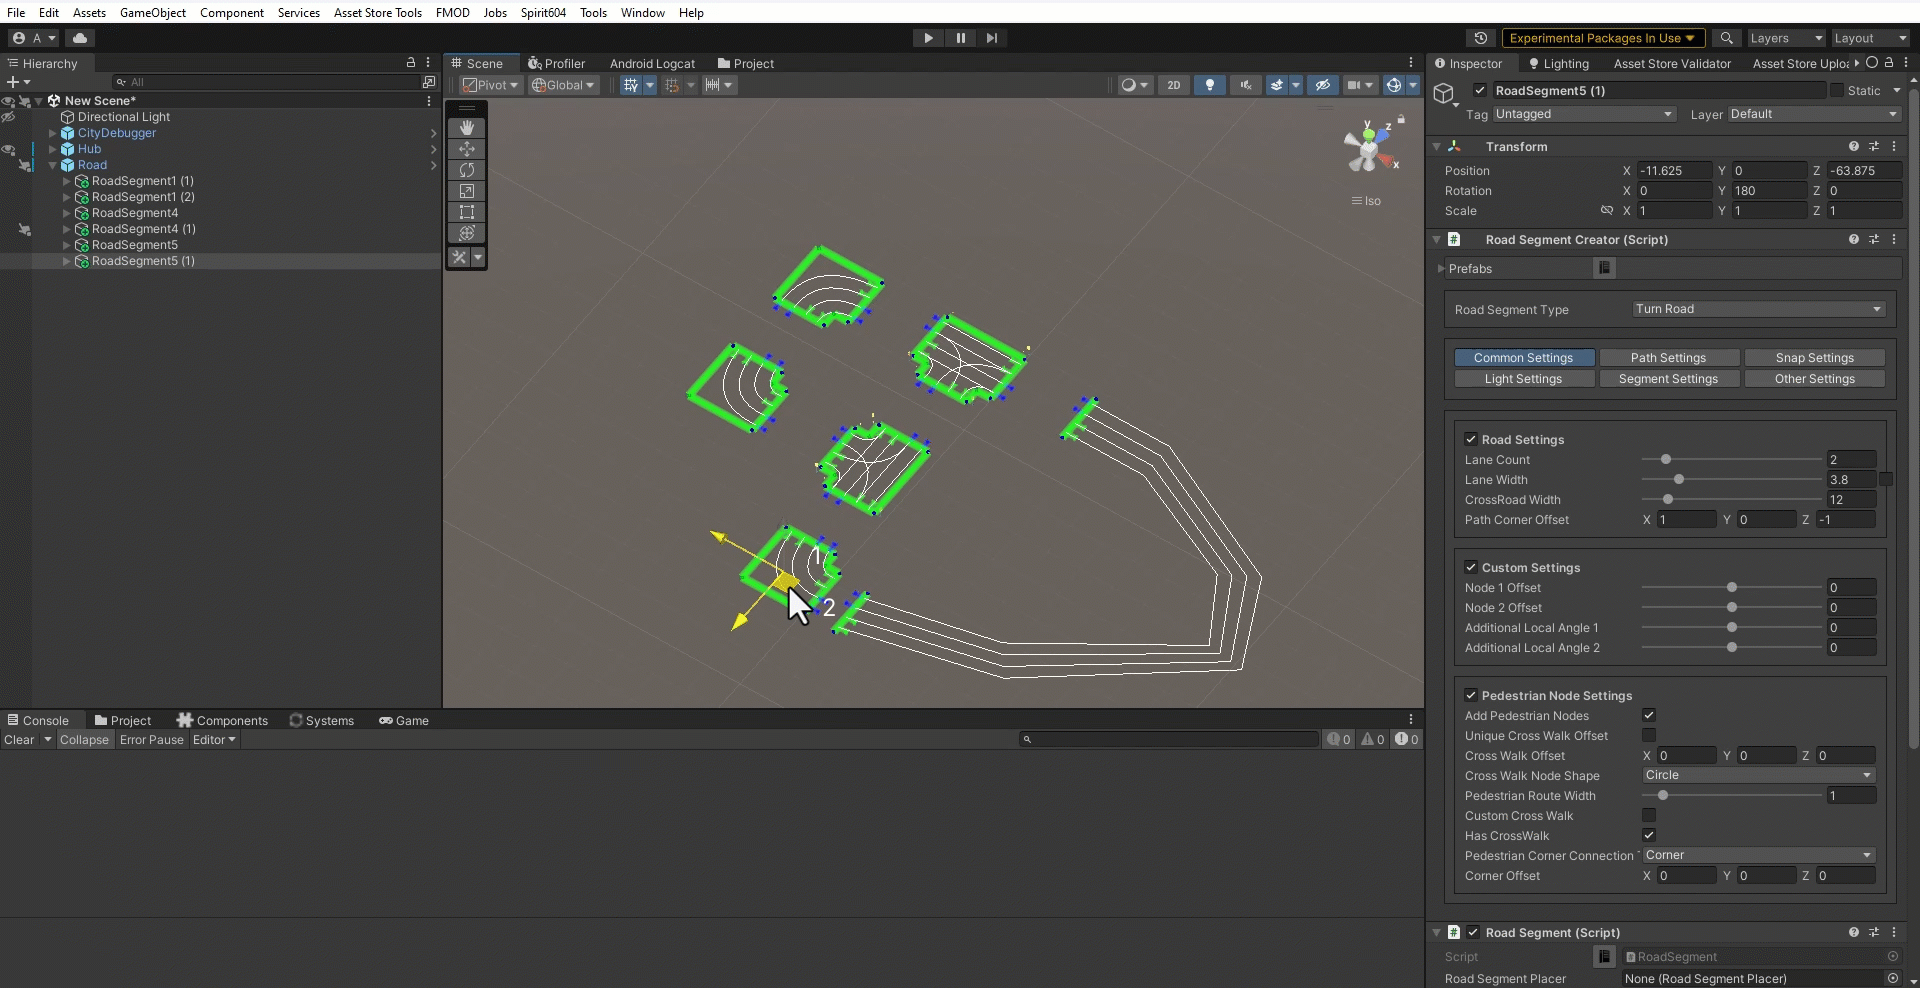 File Edit Assets GameObject Component Services Asset Store Tools FMOD Jobs Spirit604 Tools Window Help
A
Experimental Packages In Use
Layers
Layout
Hierarchy
All
New Scene*
Directional Light
CityDebugger
Hub
Road
RoadSegment1 (1)
RoadSegment1 (2)
RoadSegment4
RoadSegment4 (1)
RoadSegment5
RoadSegment5 (1)
Scene Profiler Android Logcat Project
Pivot Global 2D
y
z
x
Iso
1
2
Console Project Components Systems Game
Clear Collapse Error Pause Editor
0 0 0
Inspector Lighting Asset Store Validator Asset Store Uploa
RoadSegment5 (1) Static
Tag Untagged Layer Default
Transform
Position X -11.625 Y 0 Z -63.875
Rotation X 0 Y 180 Z 0
Scale X 1 Y 1 Z 1
# Road Segment Creator (Script)
Prefabs
Road Segment Type Turn Road
Common Settings Path Settings Snap Settings
Light Settings Segment Settings Other Settings
Road Settings
Lane Count 2
Lane Width 3.8
CrossRoad Width 12
Path Corner Offset X 1 Y 0 Z -1
Custom Settings
Node 1 Offset 0
Node 2 Offset 0
Additional Local Angle 1 0
Additional Local Angle 2 0
Pedestrian Node Settings
Add Pedestrian Nodes
Unique Cross Walk Offset
Cross Walk Offset X 0 Y 0 Z 0
Cross Walk Node Shape Circle
Pedestrian Route Width 1
Custom Cross Walk
Has CrossWalk
Pedestrian Corner Connection Corner
Corner Offset X 0 Y 0 Z 0
# Road Segment (Script)
Script RoadSegment
Road Segment Placer None (Road Segment Placer)